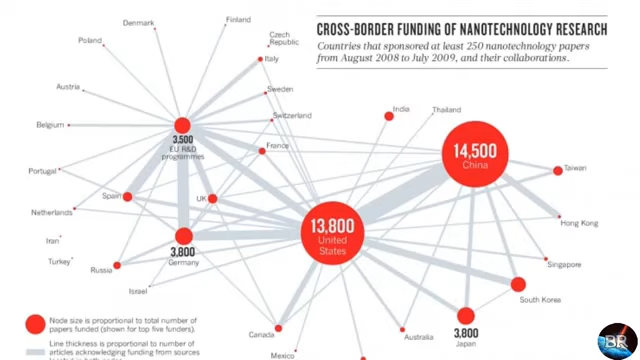 CROSS-BORDER FUNDING OF NANOTECHNOLOGY RESEARCH
Countries that sponsored at least 250 nanotechnology papers
from August 2008 to July 2009, and their collaborations.
Denmark
Finland
Poland
Czech
Republic
Italy
Austria
Sweden
Belgium
Switzerland
3,500
EU R&D
programmes
France
India
Thailand
14,500
China
Taiwan
Portugal
Spain
UK
Netherlands
Hong Kong
13,800
United
States
Iran
Turkey
Russia
3,800
Germany
Israel
Singapore
South Korea
Node size is proportional to total number of
papers funded (shown for top five funders).
Canada
Australia
3,800
Japan
Line thickness is proportional to number of
articles acknowledging funding from sources
Mexico
BR